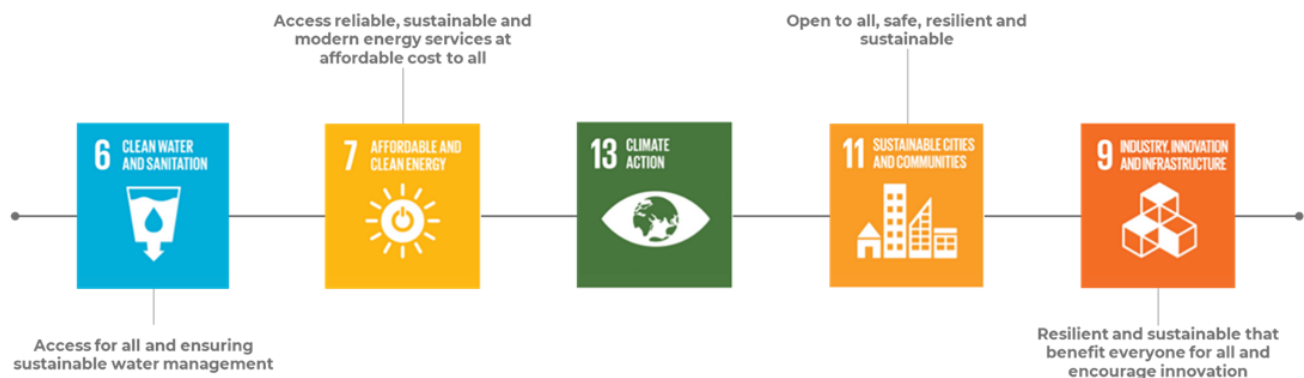 Access reliable, sustainable and
modern energy services at
affordable cost to all
Open to all, safe, resilient and
sustainable
6 CLEAN WATER
AND SANITATION
7 AFFORDABLE AND
CLEAN ENERGY
13 CLIMATE
ACTION
11 SUSTAINABLE CITIES
AND COMMUNITIES
9 INDUSTRY, INNOVATION
AND INFRASTRUCTURE
Access for all and ensuring
sustainable water management
Resilient and sustainable that
benefit everyone for all and
encourage innovation